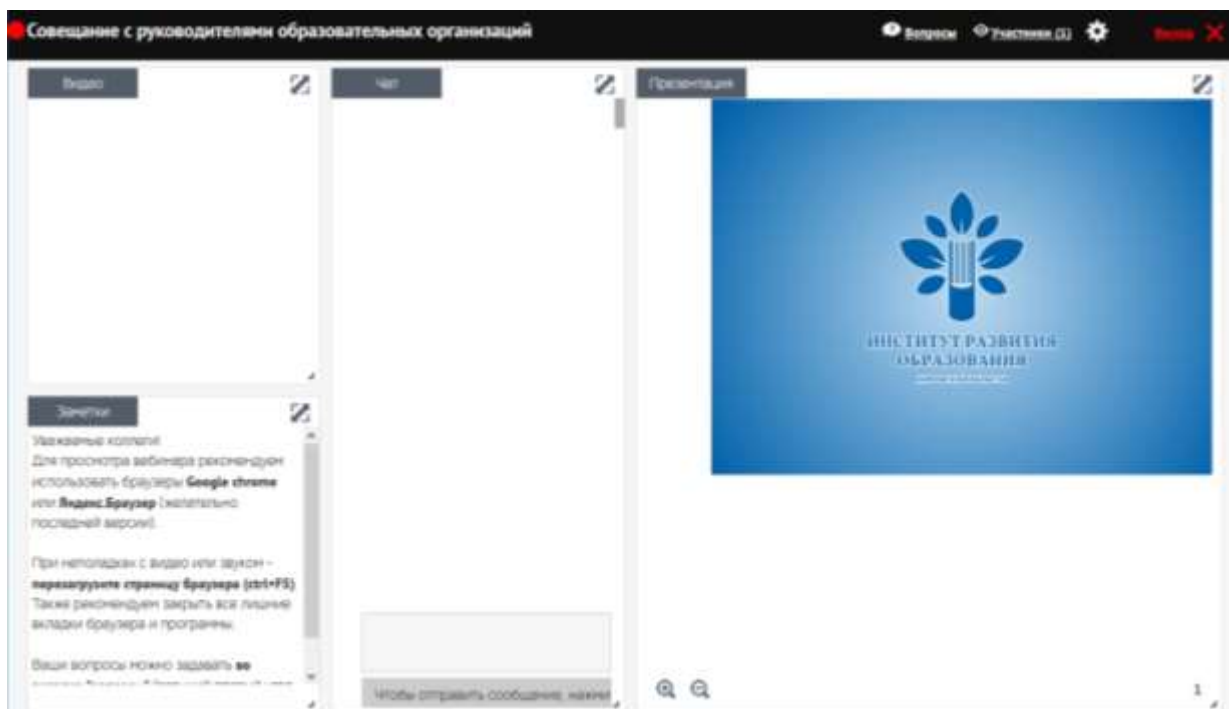 Совещание с руководителями образовательных организаций
Вопросы
Участники (1)
Выход
Видео
Чат
Презентация
ИНСТИТУТ РАЗВИТИЯ
ОБРАЗОВАНИЯ
Заметки
Уважаемые коллеги!
Для просмотра вебинара рекомендуем
использовать браузеры Google chrome
или Яндекс.Браузер (желательно
последней версии).
При неполадках с видео или звуком –
перезагрузите страницу браузера (ctrl+F5)
Также рекомендуем закрыть все лишние
вкладки браузера и программы.
Ваши вопросы можно задавать во
Чтобы отправить сообщение, нажми
1